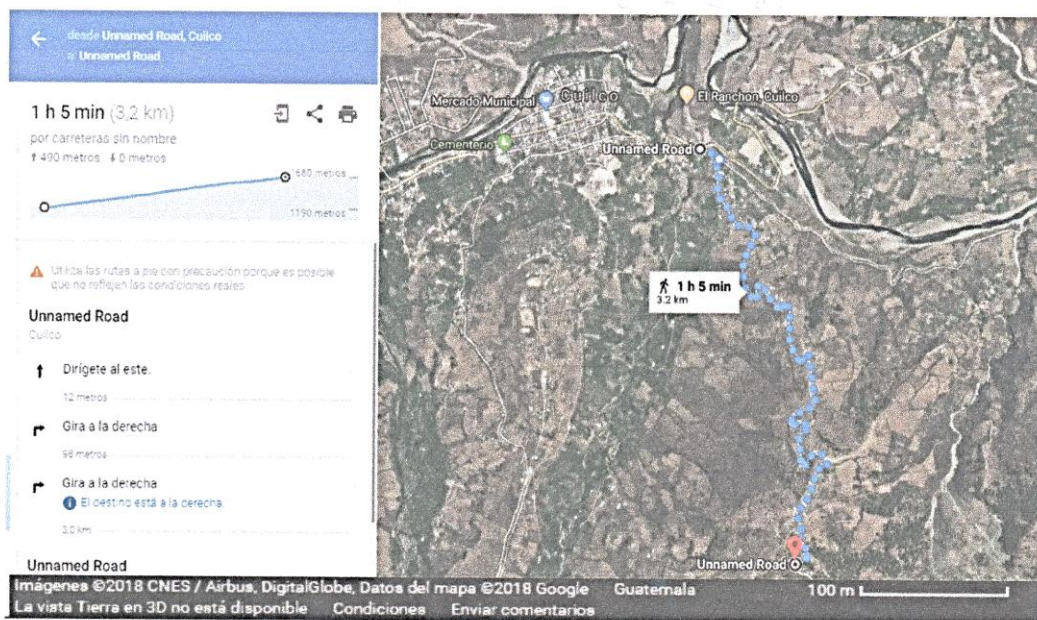 desde Unnamed Road, Cuilco
a Unnamed Road
1 h 5 min (3,2 km)
por carreteras sin nombre
490 metros 0 metros
680 metros
1190 metros
Utiliza las rutas a pie con precaución porque es posible
que no reflejen las condiciones reales.
Unnamed Road
Cuilco
Dirígete al este.
12 metros
Gira a la derecha
98 metros
Gira a la derecha
El destino está a la derecha.
3,0 km
Unnamed Road
Mercado Municipal
Cuilco
El Ranchon, Cuilco
Cementerio
Unnamed Road
1 h 5 min
3.2 km
Unnamed Road
Imágenes ©2018 CNES / Airbus, DigitalGlobe, Datos del mapa ©2018 Google Guatemala 100 m
La vista Tierra en 3D no está disponible Condiciones Enviar comentarios